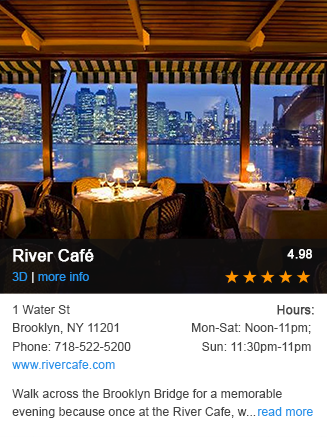 River Café
4.98
3D | more info
1 Water St
Brooklyn, NY 11201
Phone: 718-522-5200
www.rivercafe.com
Hours:
Mon-Sat: Noon-11pm;
Sun: 11:30pm-11pm
Walk across the Brooklyn Bridge for a memorable
evening because once at the River Cafe, w...read more